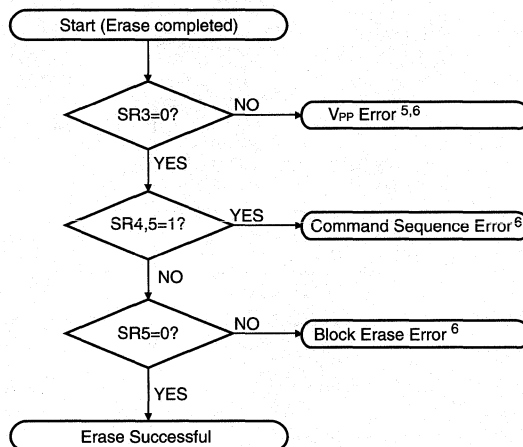 Start (Erase completed)
SR3=0?
NO
VPP Error 5,6
YES
SR4,5=1?
YES
Command Sequence Error 6
NO
SR5=0?
NO
Block Erase Error 6
YES
Erase Successful